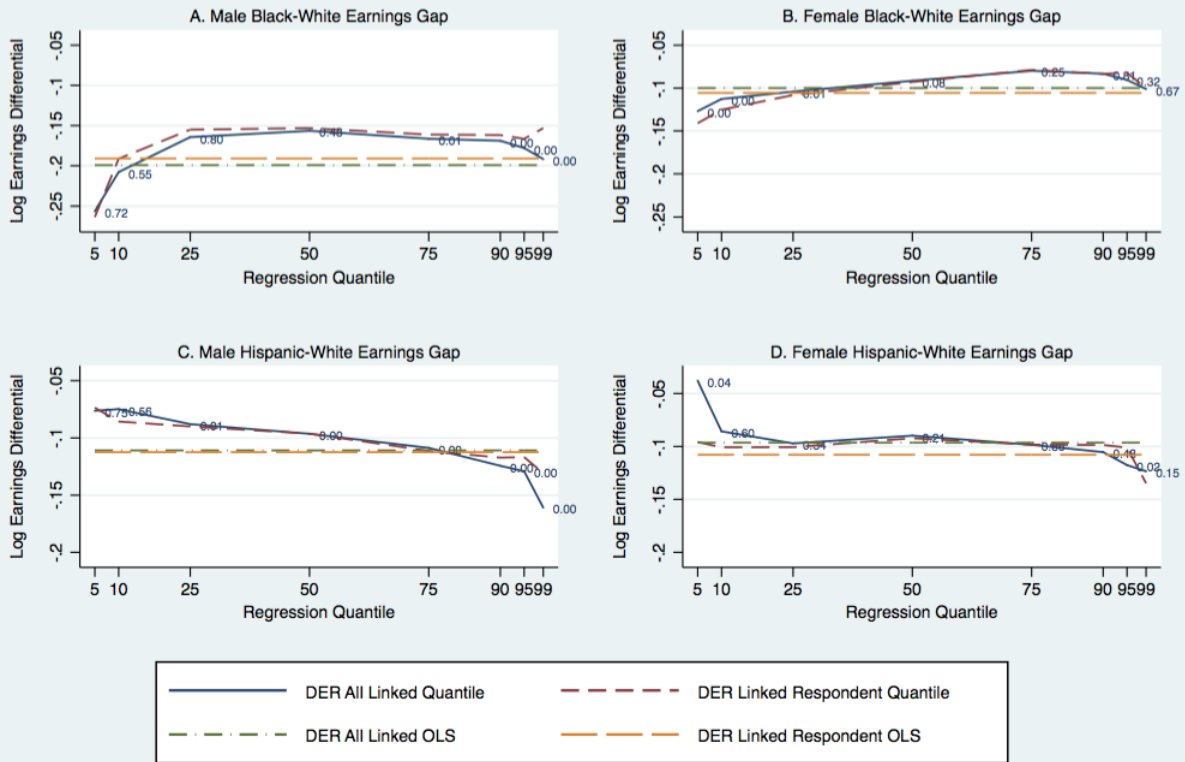 A. Male Black-White Earnings Gap
Log Earnings Differential
-.05
-.1
-.15
-.2
-.25
0.72
0.55
0.80
0.48
0.01
0.00
0.00
0.00
5 10 25 50 75 90 95 99
Regression Quantile
B. Female Black-White Earnings Gap
Log Earnings Differential
-.05
-.1
-.15
-.2
-.25
0.00
0.00
0.01
0.08
0.25
0.81
0.32
0.67
5 10 25 50 75 90 95 99
Regression Quantile
C. Male Hispanic-White Earnings Gap
Log Earnings Differential
-.05
-.1
-.15
-.2
0.56
0.00
0.00
0.00
0.00
0.00
5 10 25 50 75 90 95 99
Regression Quantile
D. Female Hispanic-White Earnings Gap
Log Earnings Differential
-.05
-.1
-.15
-.2
0.04
0.60
0.21
0.02
0.15
5 10 25 50 75 90 95 99
Regression Quantile
DER All Linked Quantile
DER Linked Respondent Quantile
DER All Linked OLS
DER Linked Respondent OLS